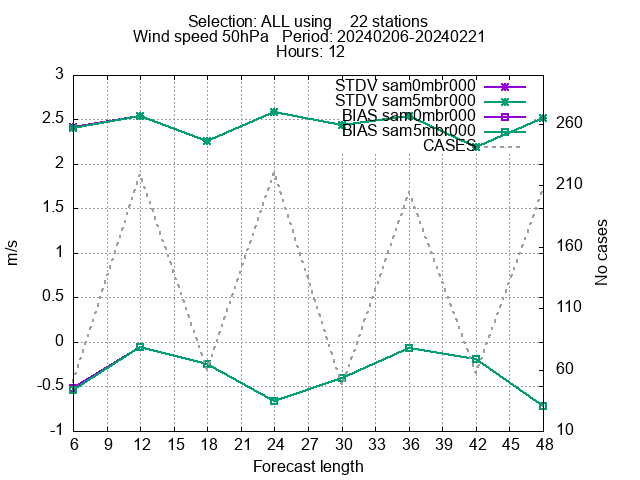 Selection: ALL using    22 stations
Wind speed 50hPa   Period: 20240206-20240221
Hours: 12
3
2.5
2
1.5
1
0.5
0
-0.5
-1
m/s
STDV sam0mbr000
STDV sam5mbr000
BIAS sam0mbr000
BIAS sam5mbr000
CASES
260
210
160
110
60
10
No cases
6 9 12 15 18 21 24 27 30 33 36 39 42 45 48
Forecast length